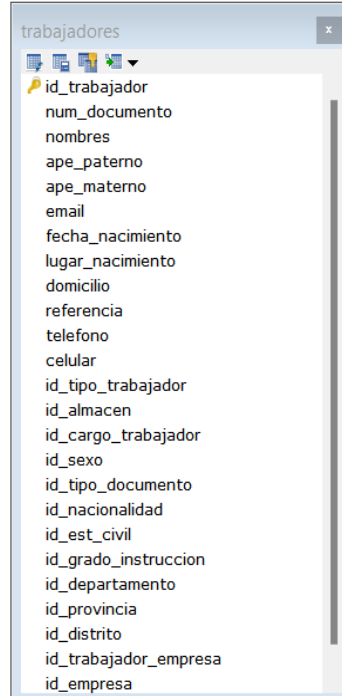 trabajadores
x
id_trabajador
num_documento
nombres
ape_paterno
ape_materno
email
fecha_nacimiento
lugar_nacimiento
domicilio
referencia
telefono
celular
id_tipo_trabajador
id_almacen
id_cargo_trabajador
id_sexo
id_tipo_documento
id_nacionalidad
id_est_civil
id_grado_instruccion
id_departamento
id_provincia
id_distrito
id_trabajador_empresa
id_empresa